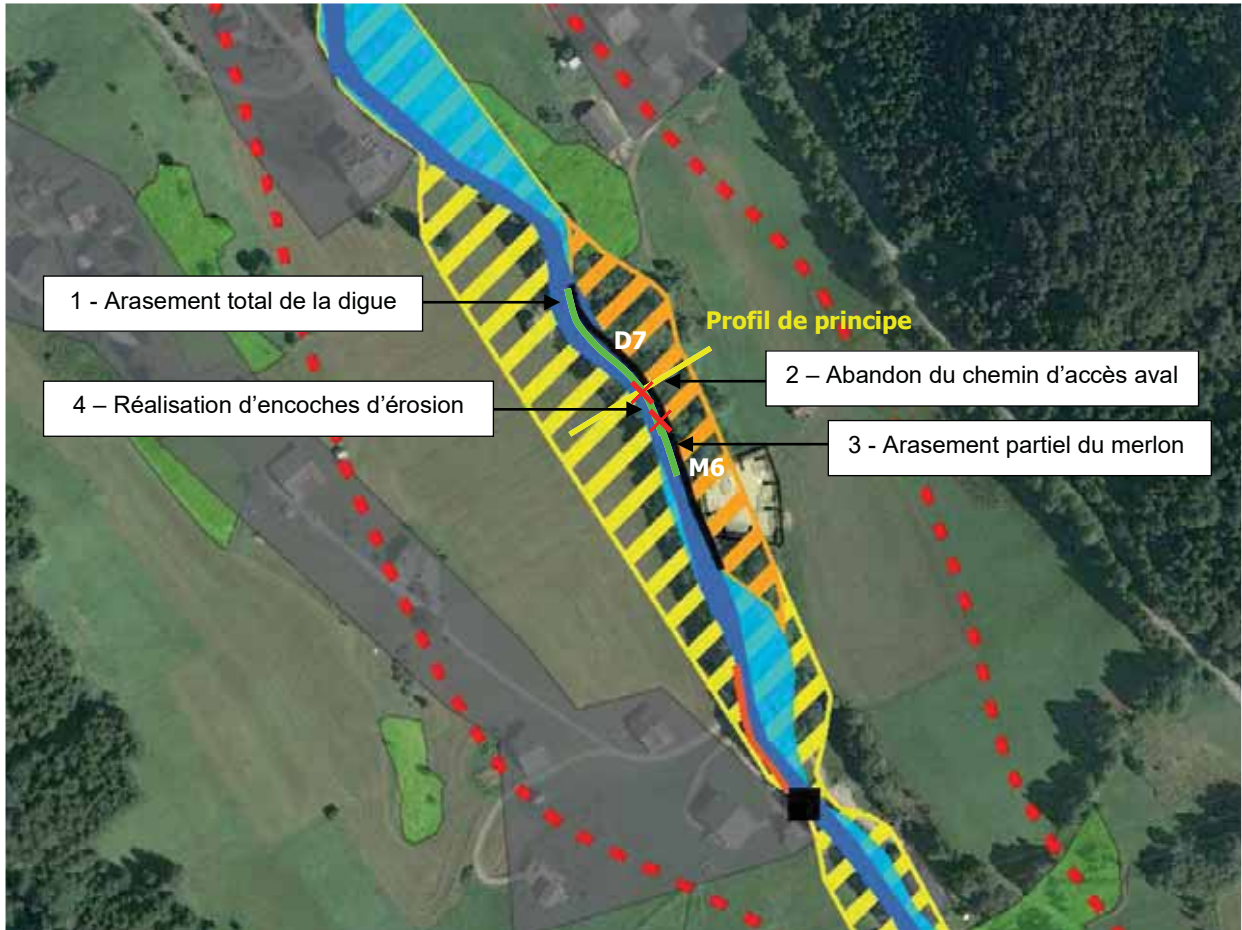 1 - Arasement total de la digue
Profil de principe
D7
2 – Abandon du chemin d'accès aval
4 – Réalisation d'encoches d'érosion
3 - Arasement partiel du merlon
M6